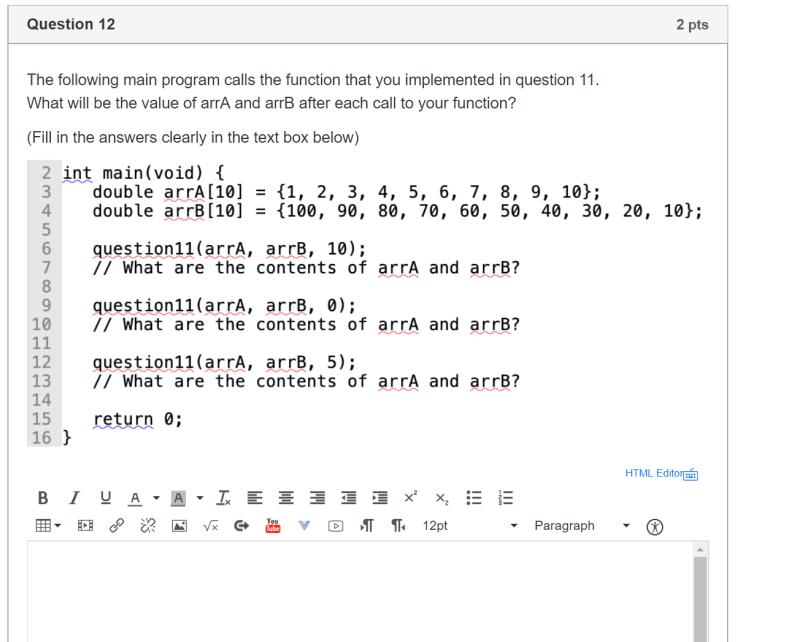 Question 12
2 pts
The following main program calls the function that you implemented in question 11.
What will be the value of arrA and arrB after each call to your function?
(Fill in the answers clearly in the text box below)
2 int main(void) {
3 double arrA[10] = {1, 2, 3, 4, 5, 6, 7, 8, 9, 10};
4 double arrB[10] = {100, 90, 80, 70, 60, 50, 40, 30, 20, 10};
5
6 question11(arrA, arrB, 10);
7 // What are the contents of arrA and arrB?
8
9 question11(arrA, arrB, 0);
10 // What are the contents of arrA and arrB?
11
12 question11(arrA, arrB, 5);
13 // What are the contents of arrA and arrB?
14
15 return 0;
16 }
HTML Editor
B I U A A Tx x² x₂
√x You Tube 12pt Paragraph